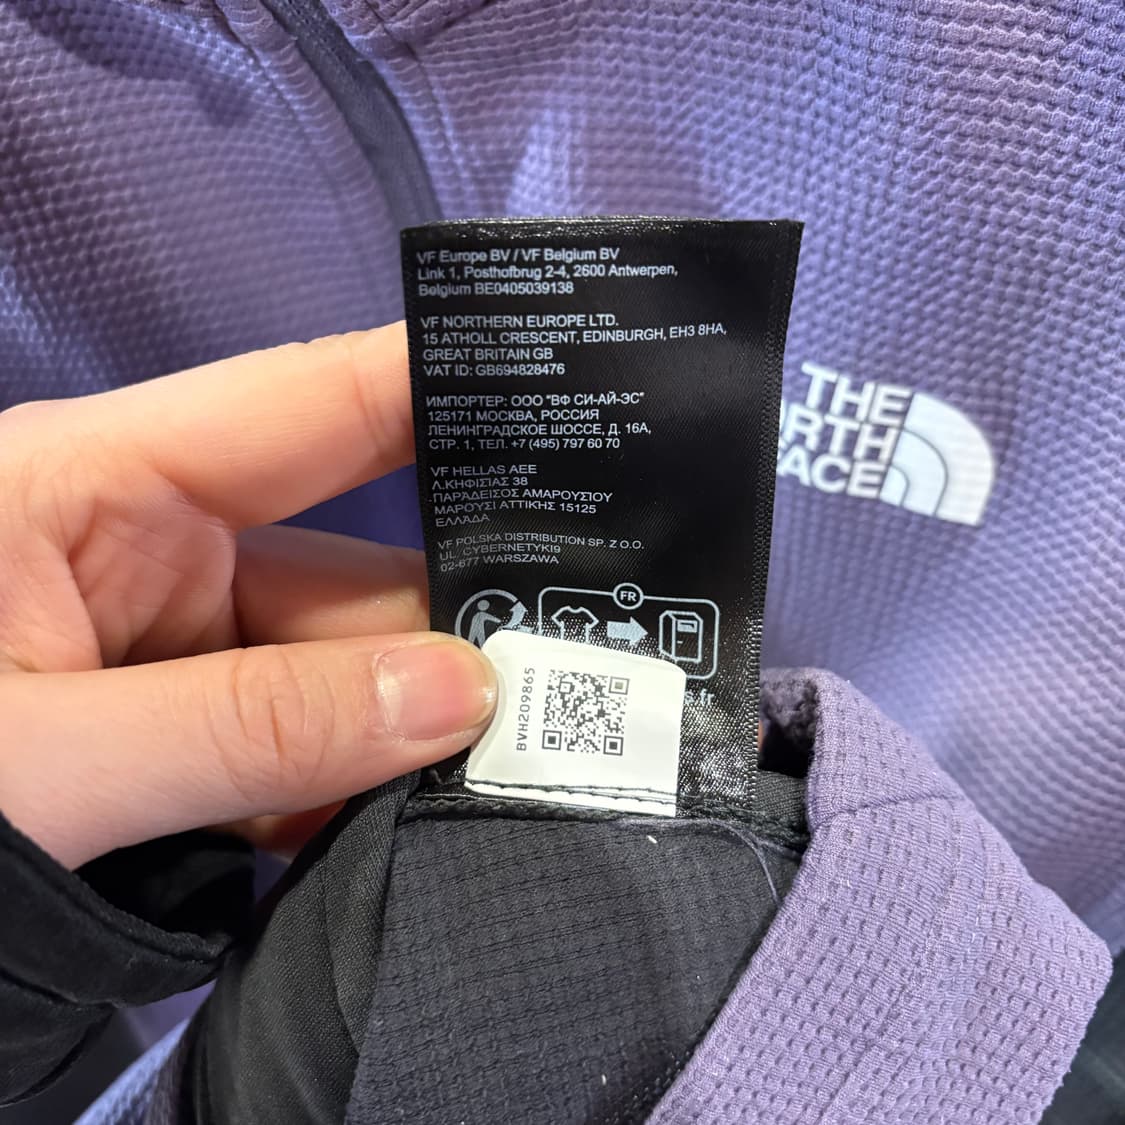 VF Europe BV / VF Belgium BV
Link 1, Posthofbrug 2-4, 2600 Antwerpen,
Belgium BE0405039138
VF NORTHERN EUROPE LTD.
15 ATHOLL CRESCENT, EDINBURGH, EH3 8HA,
GREAT BRITAIN GB
VAT ID: GB694828476
ИМПОРТЕР: ООО "ВФ СИ-АЙ-ЭС"
125171 МОСКВА, РОССИЯ
ЛЕНИНГРАДСКОЕ ШОССЕ, Д. 16А,
СТР. 1, ТЕЛ. +7 (495) 797 60 70
VF HELLAS ΑΕΕ
Λ.ΚΗΦΙΣΙΑΣ 38
ΠΑΡΑΔΕΙΣΟΣ ΑΜΑΡΟΥΣΙΟΥ
ΜΑΡΟΥΣΙ ΑΤΤΙΚΗΣ 15125
ΕΛΛΑΔΑ
VF POLSKA DISTRIBUTION SP. Z O.O.
UL. CYBERNETYKI9
02-677 WARSZAWA
FR
.fr
BVH209865
THE
RTH
ACE